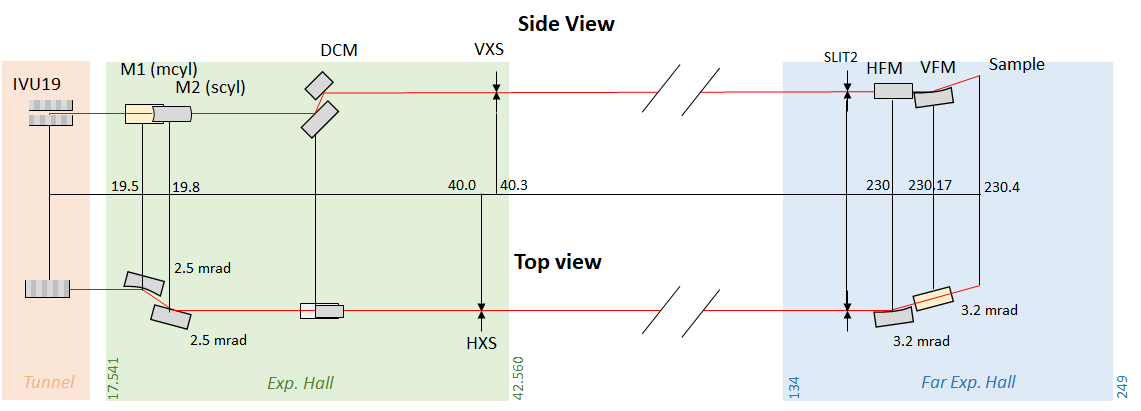 Side View
IVU19
M1 (mcyl)
M2 (scyl)
DCM
VXS
SLIT2
HFM
VFM
Sample
19.5
19.8
40.0
40.3
230
230.17
230.4
Top view
2.5 mrad
2.5 mrad
HXS
3.2 mrad
3.2 mrad
Tunnel
17.541
Exp. Hall
42.560
134
Far Exp. Hall
249